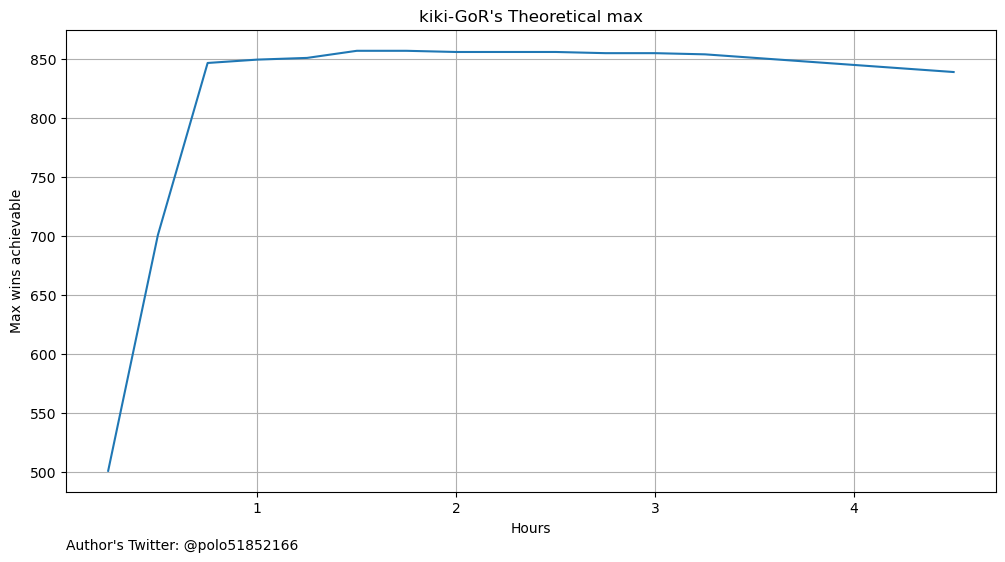 kiki-GoR's Theoretical max
Max wins achievable
850
800
750
700
650
600
550
500
1 2 3 4
Hours
Author's Twitter: @polo51852166